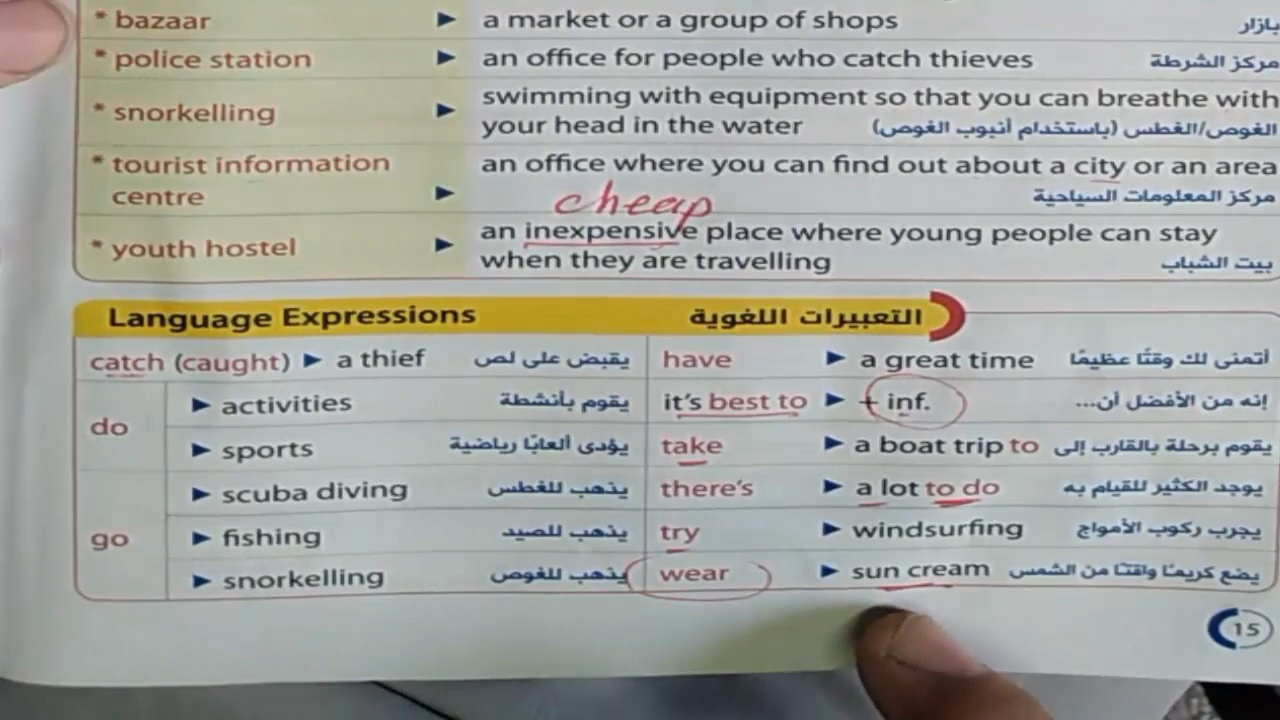 * bazaar ► a market or a group of shops بازار
* police station ► an office for people who catch thieves مركز الشرطة
* snorkelling ► swimming with equipment so that you can breathe with
your head in the water الغوص/الغطس (باستخدام أنبوب الغوص)
* tourist information an office where you can find out about a city or an area
centre ► مركز المعلومات السياحية
cheap
* youth hostel ► an inexpensive place where young people can stay
when they are travelling بيت الشباب
Language Expressions التعبيرات اللغوية
catch (caught) ► a thief يقبض على لص have ► a great time أتمنى لك وقتًا عظيمًا
do ► activities يقوم بأنشطة it's best to ► + inf. إنه من الأفضل أن...
► sports يؤدى ألعابًا رياضية take ► a boat trip to يقوم برحلة بالقارب إلى
go ► scuba diving يذهب للغطس there's ► a lot to do يوجد الكثير للقيام به
► fishing يذهب للصيد try ► windsurfing يجرب ركوب الأمواج
► snorkelling يذهب للغوص wear ► sun cream يضع كريمًا واقيًا من الشمس
15